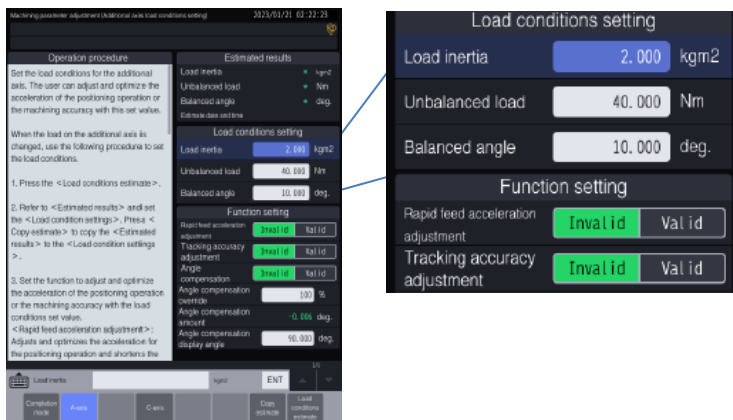 Machining parameter adjustment (Additional axis load conditions setting)
2023/01/21 02:22:23
Operation procedure
Set the load conditions for the additional
axis. The user can adjust and optimize the
acceleration of the positioning operation or
the machining accuracy with this set value.
When the load on the additional axis is
changed, use the following procedure to set
the load conditions.
1. Press the <Load conditions estimate>.
2. Refer to <Estimated results> and set
the <Load condition settings>. Press <
Copy estimate> to copy the <Estimated
results> to the <Load condition settings
>.
3. Set the function to adjust and optimize
the acceleration of the positioning operation
or the machining accuracy with the load
conditions set value.
<Rapid feed acceleration adjustment>:
Adjusts and optimizes the acceleration for
the positioning operation and shortens the
Estimated results
Load inertia * kgm2
Unbalanced load * Nm
Balanced angle * deg.
Estimate date and time
Load conditions setting
Load inertia 2.000 kgm2
Unbalanced load 40.000 Nm
Balanced angle 10.000 deg.
Function setting
Rapid feed acceleration
adjustment Invalid Valid
Tracking accuracy
adjustment Invalid Valid
Angle
compensation Invalid Valid
Angle compensation
override 100 %
Angle compensation
amount -0.006 deg.
Angle compensation
display angle 90.000 deg.
1/1
Load inertia kgm2 ENT
Completion
mode
A-axis
C-axis
Copy
estimate
Load
conditions
estimate
Load conditions setting
Load inertia 2.000 kgm2
Unbalanced load 40.000 Nm
Balanced angle 10.000 deg.
Function setting
Rapid feed acceleration
adjustment Invalid Valid
Tracking accuracy
adjustment Invalid Valid